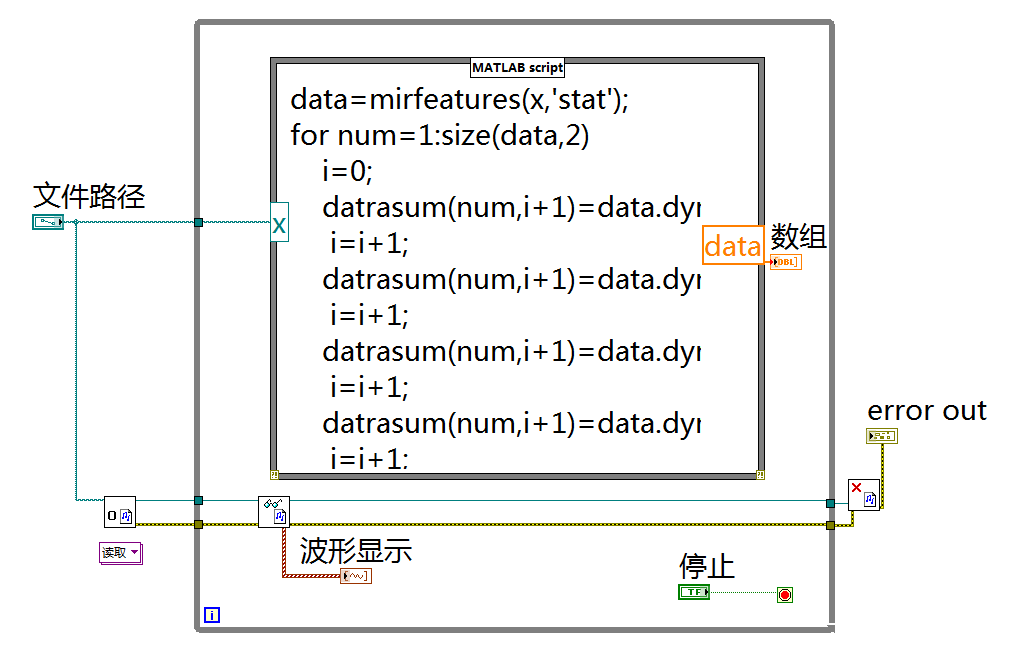 MATLAB script
data=mirfeatures(x,'stat');
for num=1:size(data,2)
i=0;
datrasum(num,i+1)=data.dyr
i=i+1;
datrasum(num,i+1)=data.dyr
i=i+1;
datrasum(num,i+1)=data.dyr
i=i+1;
datrasum(num,i+1)=data.dyr
i=i+1;
文件路径
X
data
数组
DBL
error out
读取
波形显示
停止
TF
i